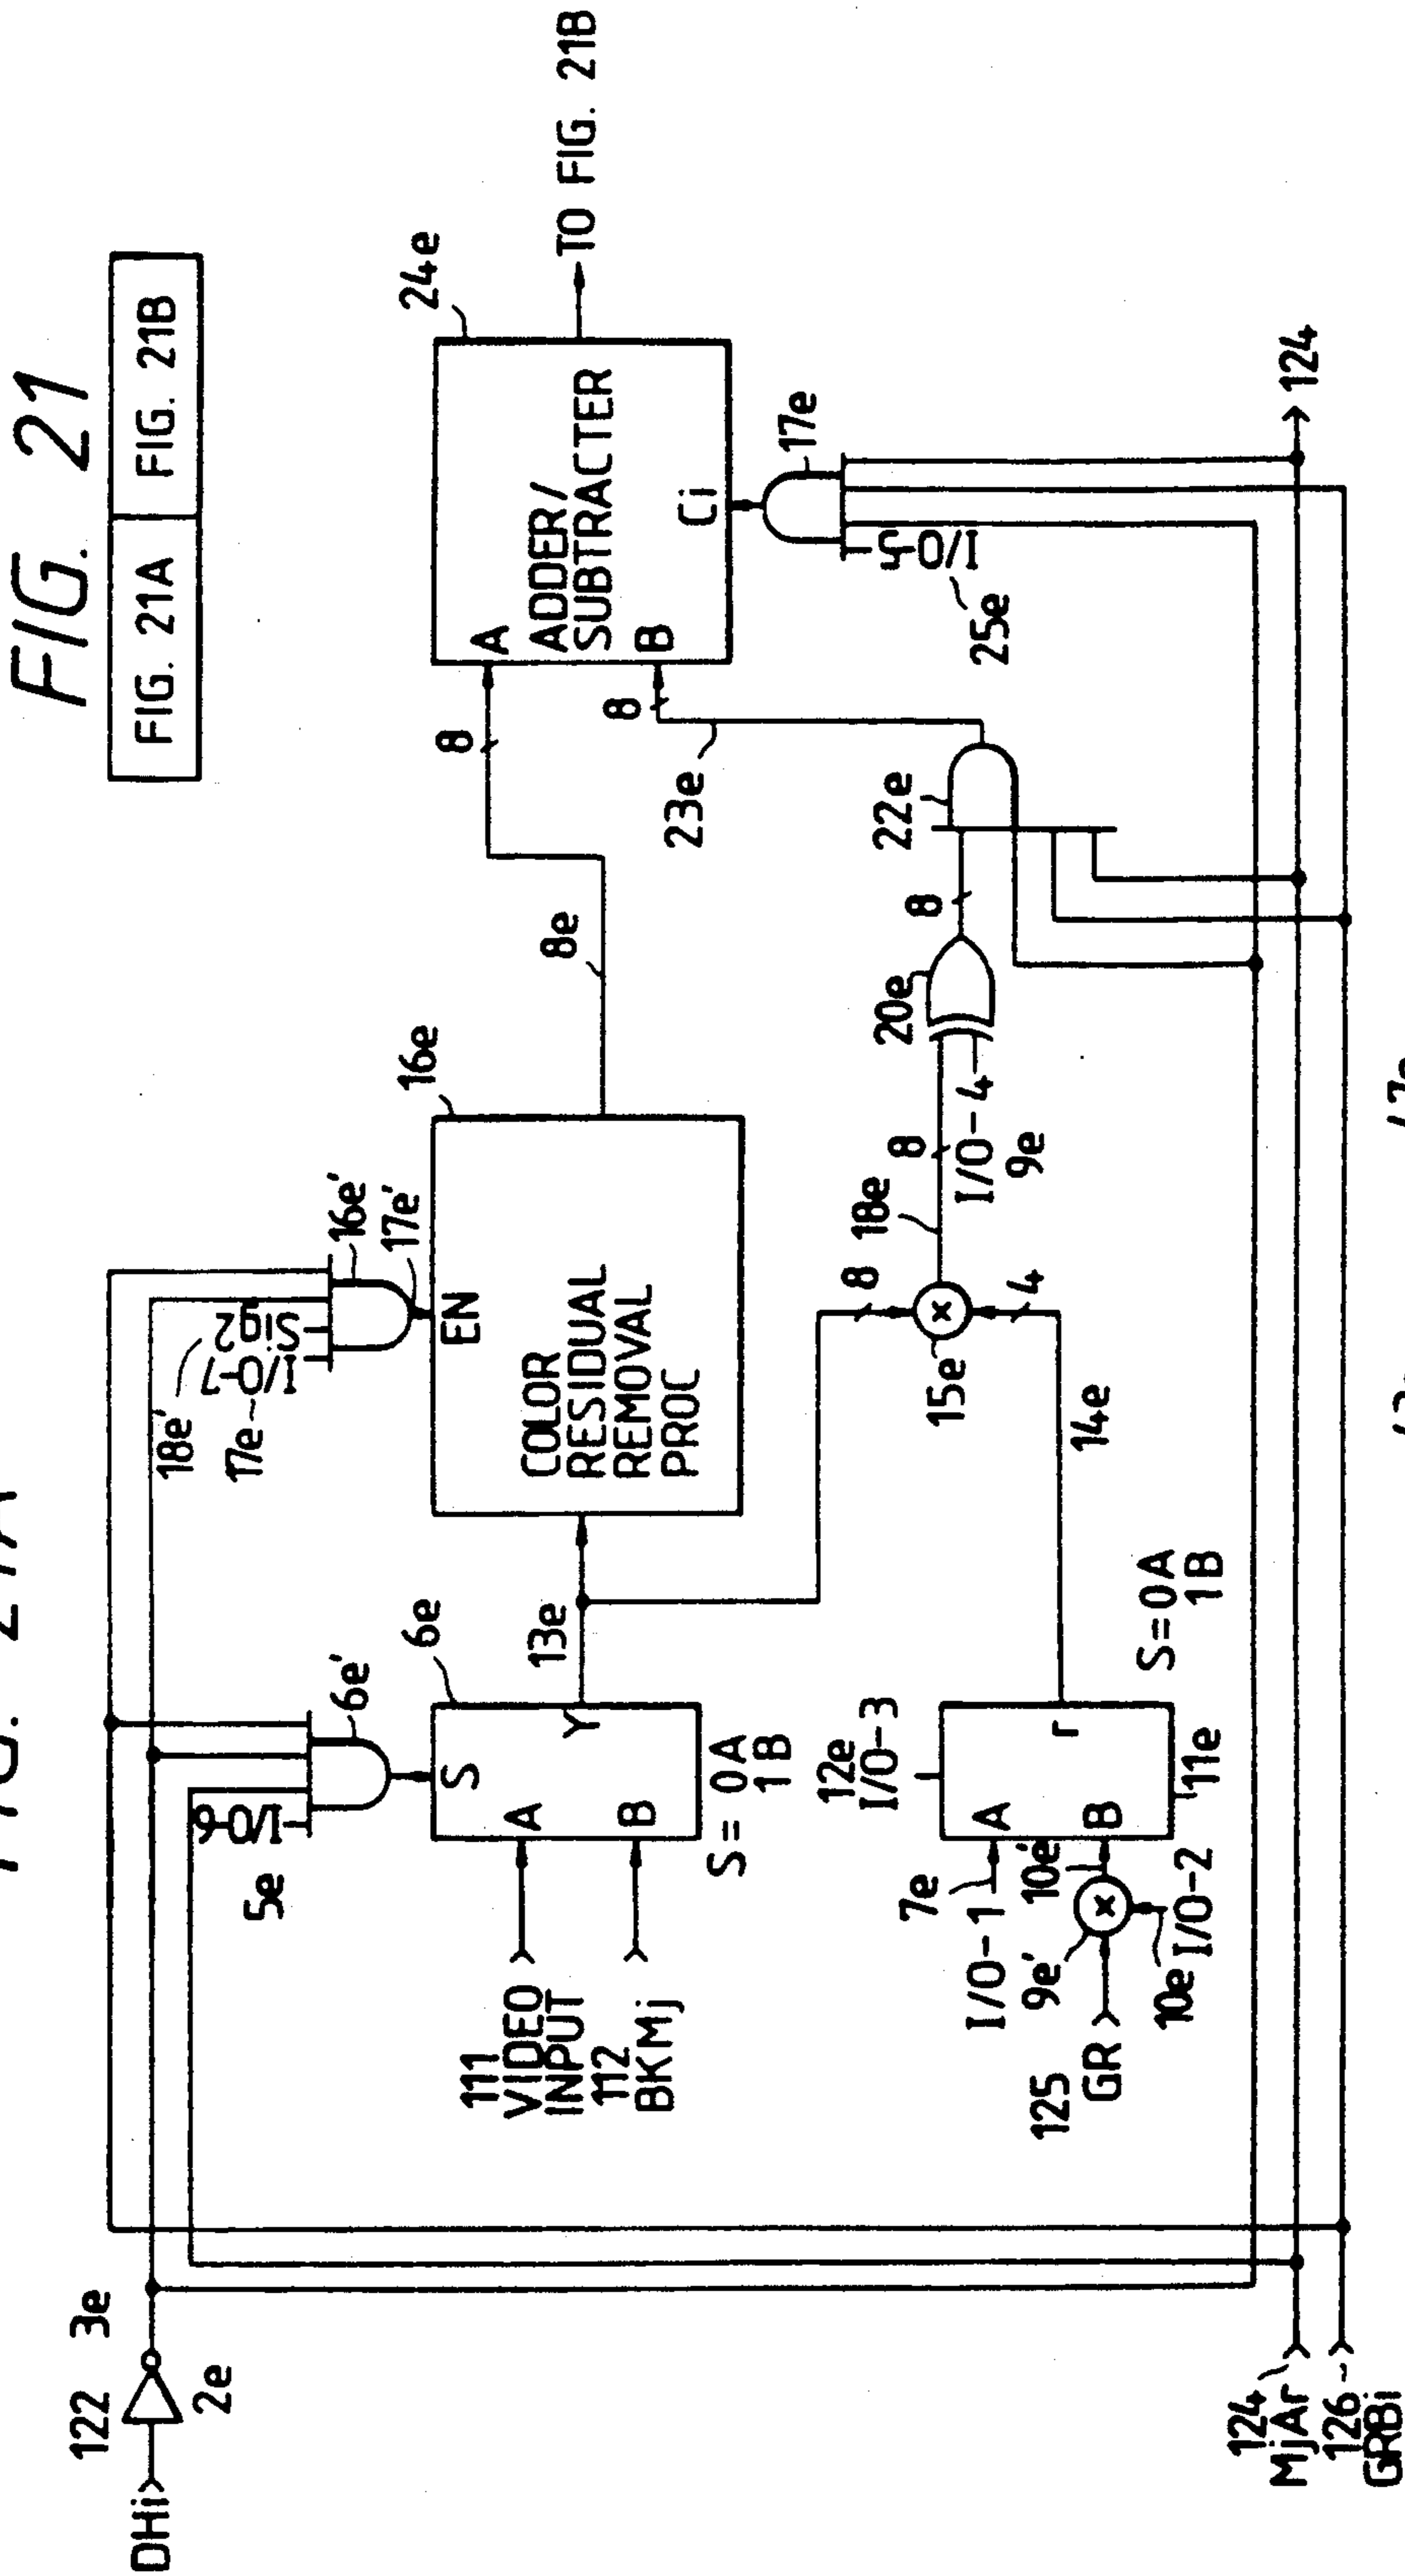 FIG. 21
FIG. 21A
FIG. 21B
FIG. 21A
DHi
122
2e
3e
5e
I/O-6
6e'
18e'
17e
I/O-7
Sig2
16e'
17e'
111
VIDEO
INPUT
112
BKMj
S
A
B
Y
6e
S = 0A
1B
13e
EN
COLOR
RESIDUAL
REMOVAL
PROC
16e
8e
8
A
ADDER/
SUBTRACTER
B
Ci
24e
TO FIG. 21B
125
GR
9e'
10e
I/O-2
10e'
7e
I/O-1
12e
I/O-3
A
B
r
11e
S=0A
1B
14e
4
8
x
x
15e
18e
8
I/O-4
9e
20e
8
22e
23e
8
25e
I/O-5
17e
124
124
MjAr
126
GRBi